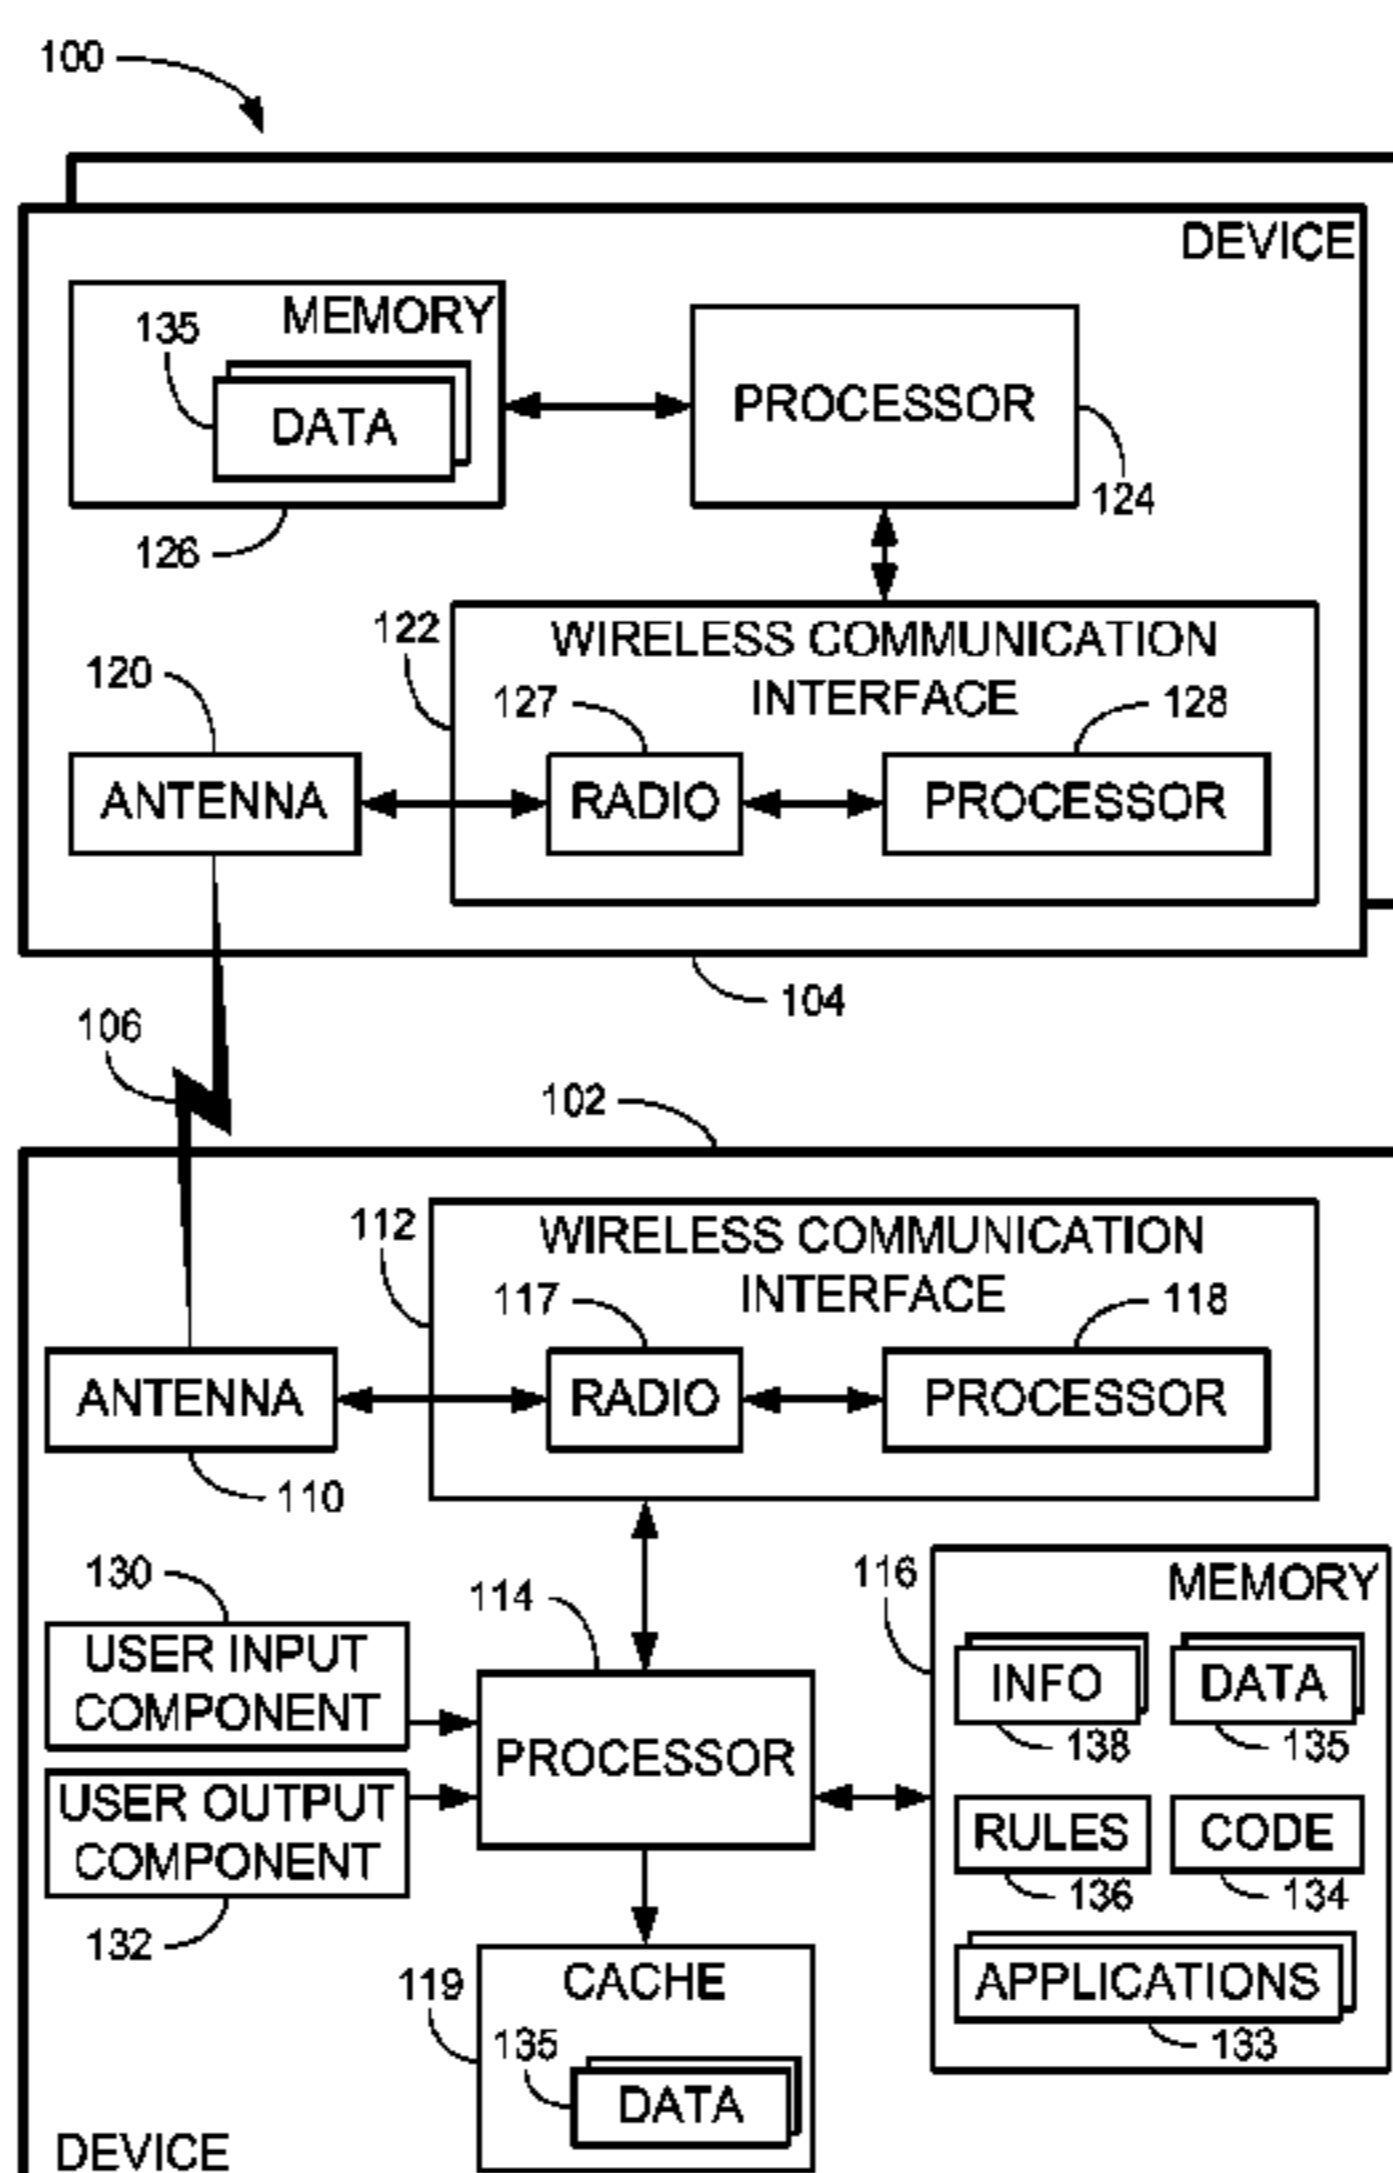 100
DEVICE
MEMORY
135
DATA
PROCESSOR
124
126
122
WIRELESS COMMUNICATION
INTERFACE
120
127
128
ANTENNA
RADIO
PROCESSOR
104
106
102
112
WIRELESS COMMUNICATION
INTERFACE
117
118
ANTENNA
RADIO
PROCESSOR
110
130
114
116
MEMORY
USER INPUT
COMPONENT
INFO
DATA
138
135
PROCESSOR
USER OUTPUT
COMPONENT
RULES
CODE
136
134
132
119
CACHE
APPLICATIONS
133
135
DATA
DEVICE